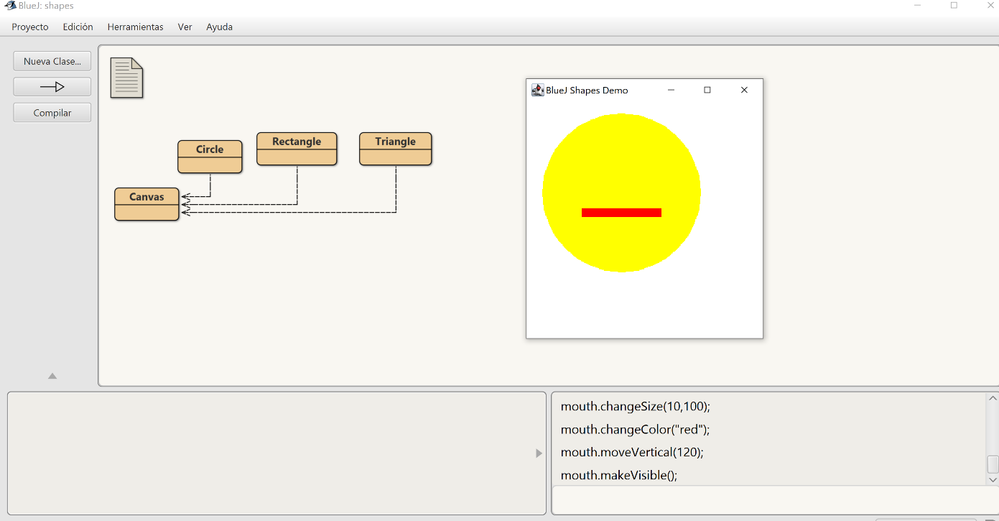 BlueJ: shapes
Proyecto Edición Herramientas Ver Ayuda
Nueva Clase...
Compilar
Circle
Rectangle
Triangle
Canvas
BlueJ Shapes Demo
mouth.changeSize(10,100);
mouth.changeColor("red");
mouth.moveVertical(120);
mouth.makeVisible();